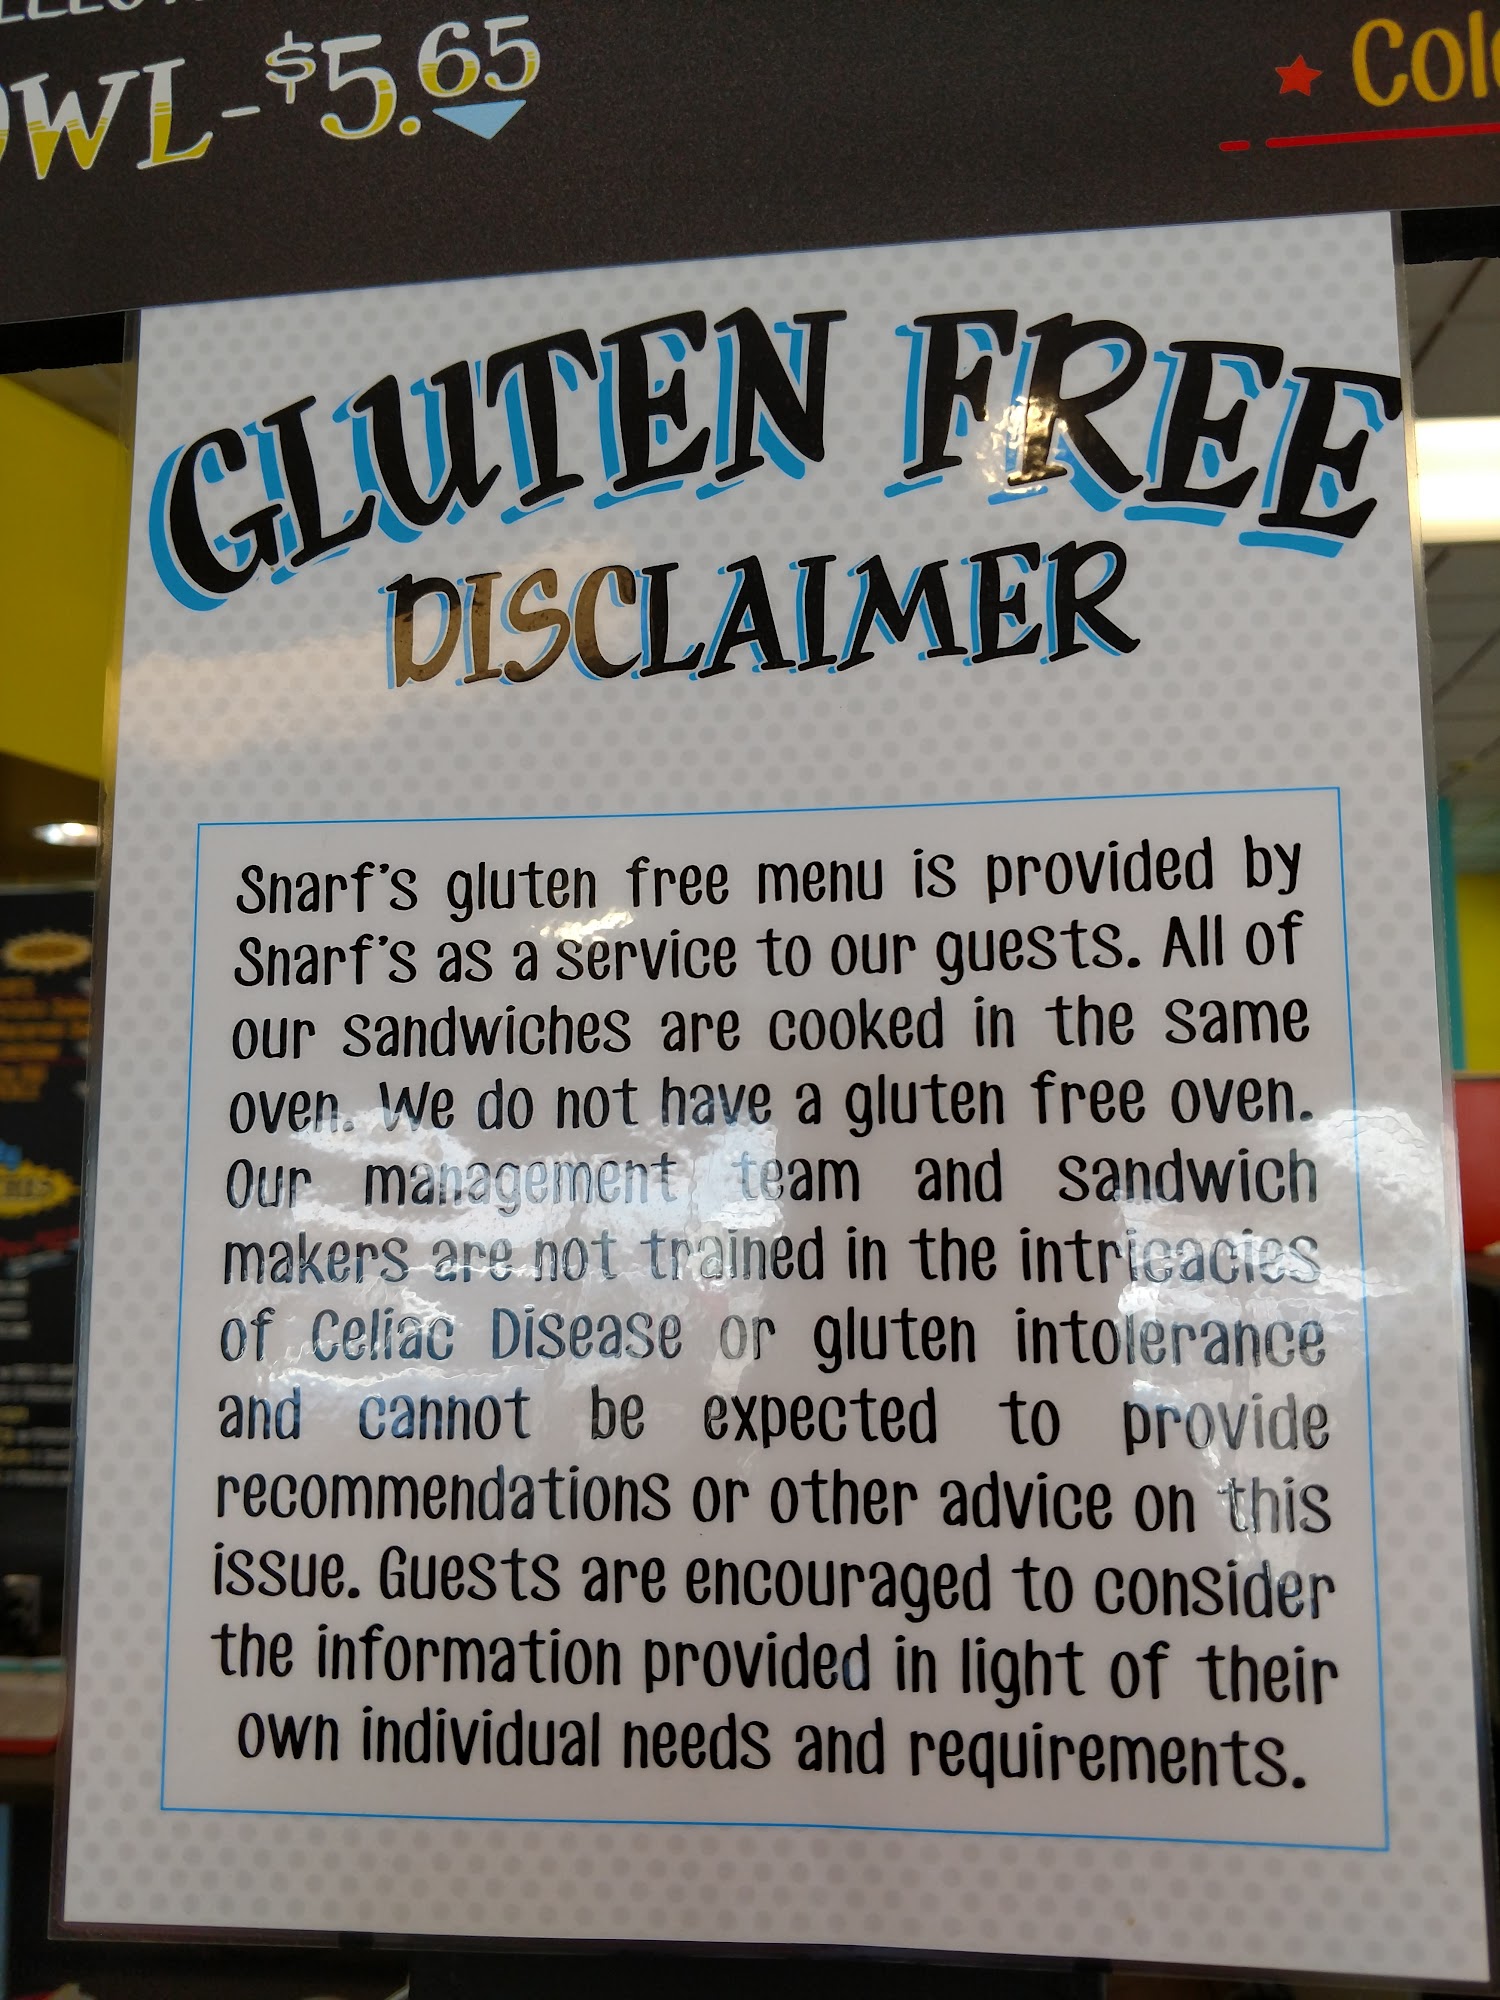 OWL-$5.65
GLUTEN FREE
DISCLAIMER
Snarf's gluten free menu is provided by
Snarf's as a service to our guests. All of
our sandwiches are cooked in the same
oven. We do not have a gluten free oven.
Our management team and sandwich
makers are not trained in the intricacies
of Celiac Disease or gluten intolerance
and cannot be expected to provide
recommendations or other advice on this
issue. Guests are encouraged to consider
the information provided in light of their
own individual needs and requirements.